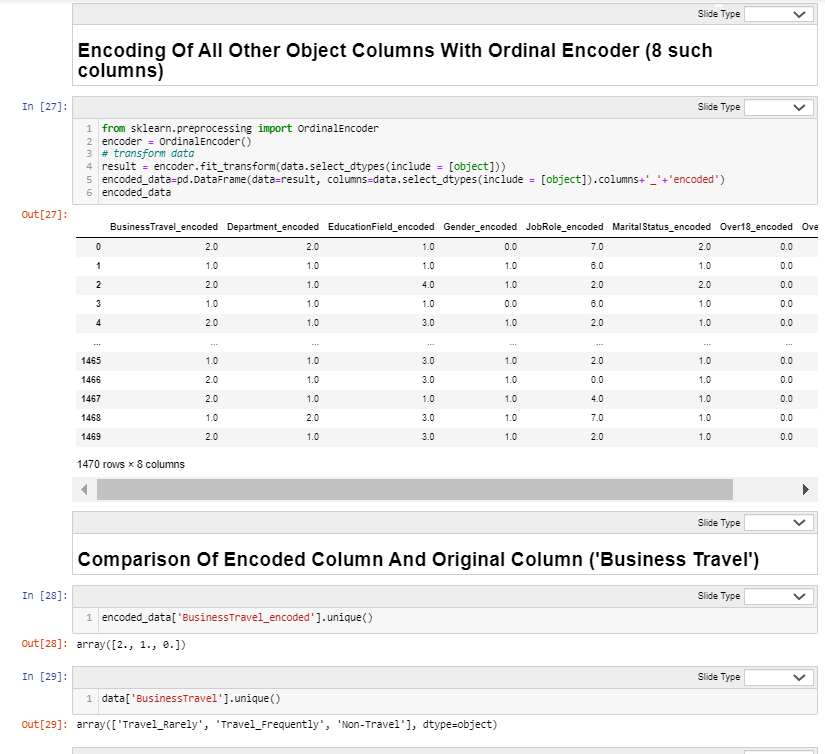 Slide Type
Encoding Of All Other Object Columns With Ordinal Encoder (8 such
columns)
In [27]:
Slide Type
1 from sklearn.preprocessing import OrdinalEncoder
2 encoder = OrdinalEncoder()
3 # transform data
4 result = encoder.fit_transform(data.select_dtypes(include = [object]))
5 encoded_data=pd.DataFrame(data=result, columns=data.select_dtypes(include = [object]).columns+'_'+'encoded')
6 encoded_data
Out[27]:
BusinessTravel_encoded Department_encoded EducationField_encoded Gender_encoded JobRole_encoded MaritalStatus_encoded Over18_encoded Ove
0 2.0 2.0 1.0 0.0 7.0 2.0 0.0
1 1.0 1.0 1.0 1.0 6.0 1.0 0.0
2 2.0 1.0 4.0 1.0 2.0 2.0 0.0
3 1.0 1.0 1.0 0.0 6.0 1.0 0.0
4 2.0 1.0 3.0 1.0 2.0 1.0 0.0
... ... ... ... ... ... ... ...
1465 1.0 1.0 3.0 1.0 2.0 1.0 0.0
1466 2.0 1.0 3.0 1.0 0.0 1.0 0.0
1467 2.0 1.0 1.0 1.0 4.0 1.0 0.0
1468 1.0 2.0 3.0 1.0 7.0 1.0 0.0
1469 2.0 1.0 3.0 1.0 2.0 1.0 0.0
1470 rows × 8 columns
Slide Type
Comparison Of Encoded Column And Original Column ('Business Travel')
In [28]:
Slide Type
1 encoded_data['BusinessTravel_encoded'].unique()
Out[28]: array([2., 1., 0.])
In [29]:
Slide Type
1 data['BusinessTravel'].unique()
Out[29]: array(['Travel_Rarely', 'Travel_Frequently', 'Non-Travel'], dtype=object)